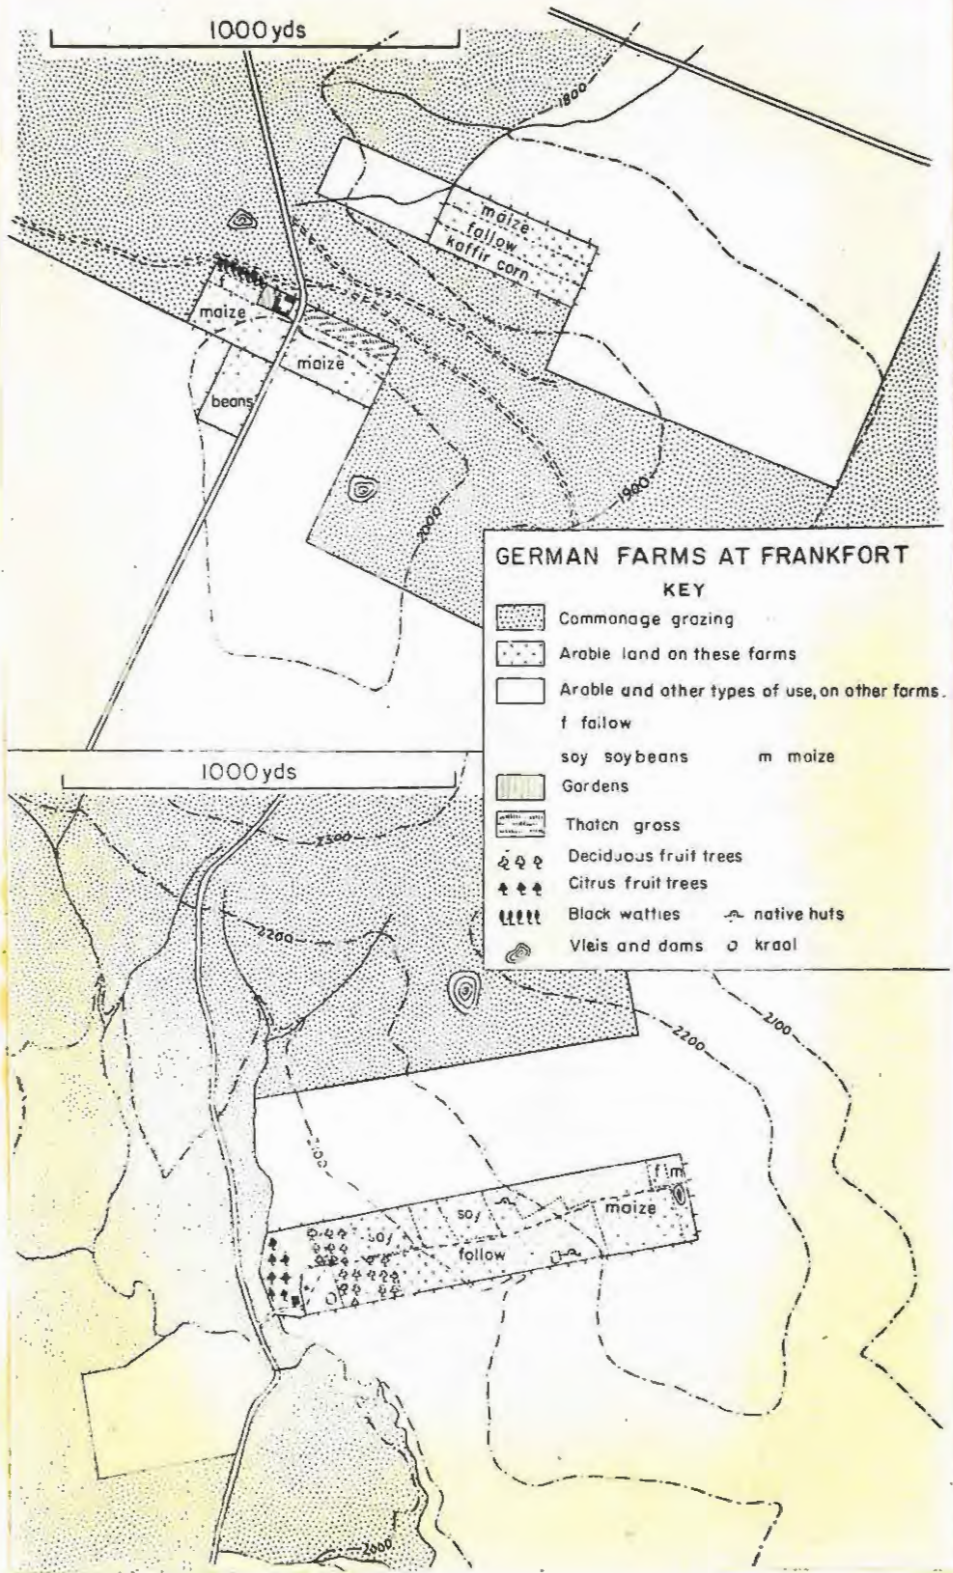 1000 yds
1800
maize
fallow
kaffir corn
f
maize
maize
beans
1900
2000
GERMAN FARMS AT FRANKFORT
KEY
Commonage grazing
Arable land on these farms
Arable and other types of use, on other farms.
f fallow
soy soybeans m maize
Gardens
Thatch grass
Deciduous fruit trees
Citrus fruit trees
Black wattles native huts
Vleis and dams o kraal
1000 yds
2300
2200
2200
2100
2100
f m
maize
soy
soy
fallow
2000